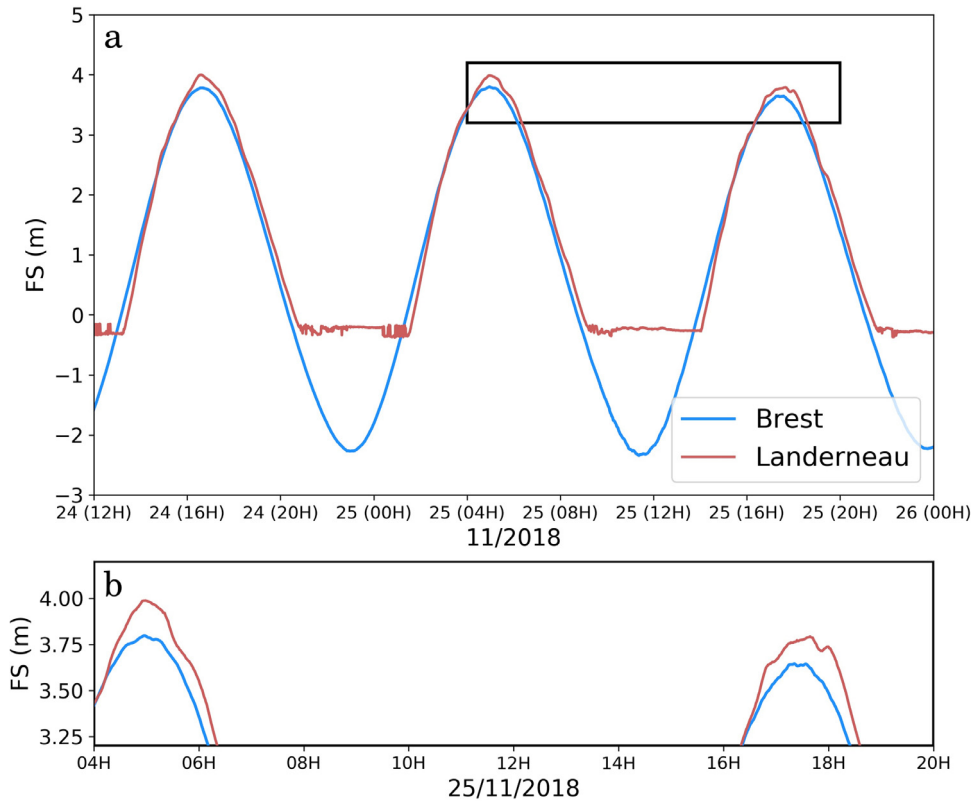 a
5
4
3
2
1
0
−1
−2
−3
FS (m)
Brest
Landerneau
24 (12H) 24 (16H) 24 (20H) 25 (00H) 25 (04H) 25 (08H) 25 (12H) 25 (16H) 25 (20H) 26 (00H)
11/2018
b
4.00
3.75
3.50
3.25
FS (m)
04H 06H 08H 10H 12H 14H 16H 18H 20H
25/11/2018